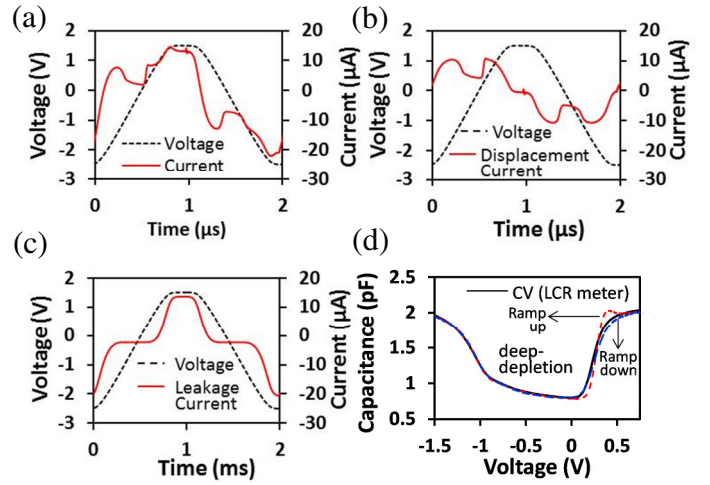 (a)
2
1
0
-1
-2
-3
Voltage (V)
20
10
0
-10
-20
-30
Current (µA)
Voltage
Current
0
1
2
Time (µs)
(b)
2
1
0
-1
-2
-3
Voltage (V)
20
10
0
-10
-20
-30
Current (µA)
Voltage
Displacement
Current
0
1
2
Time (µs)
(c)
2
1
0
-1
-2
-3
Voltage (V)
20
10
0
-10
-20
-30
Current (µA)
Voltage
Leakage
Current
0
1
2
Time (ms)
(d)
2.5
2
1.5
1
0.5
Capacitance (pF)
CV (LCR meter)
Ramp
up
deep-
depletion
Ramp
down
-1.5
-1
-0.5
0
0.5
Voltage (V)